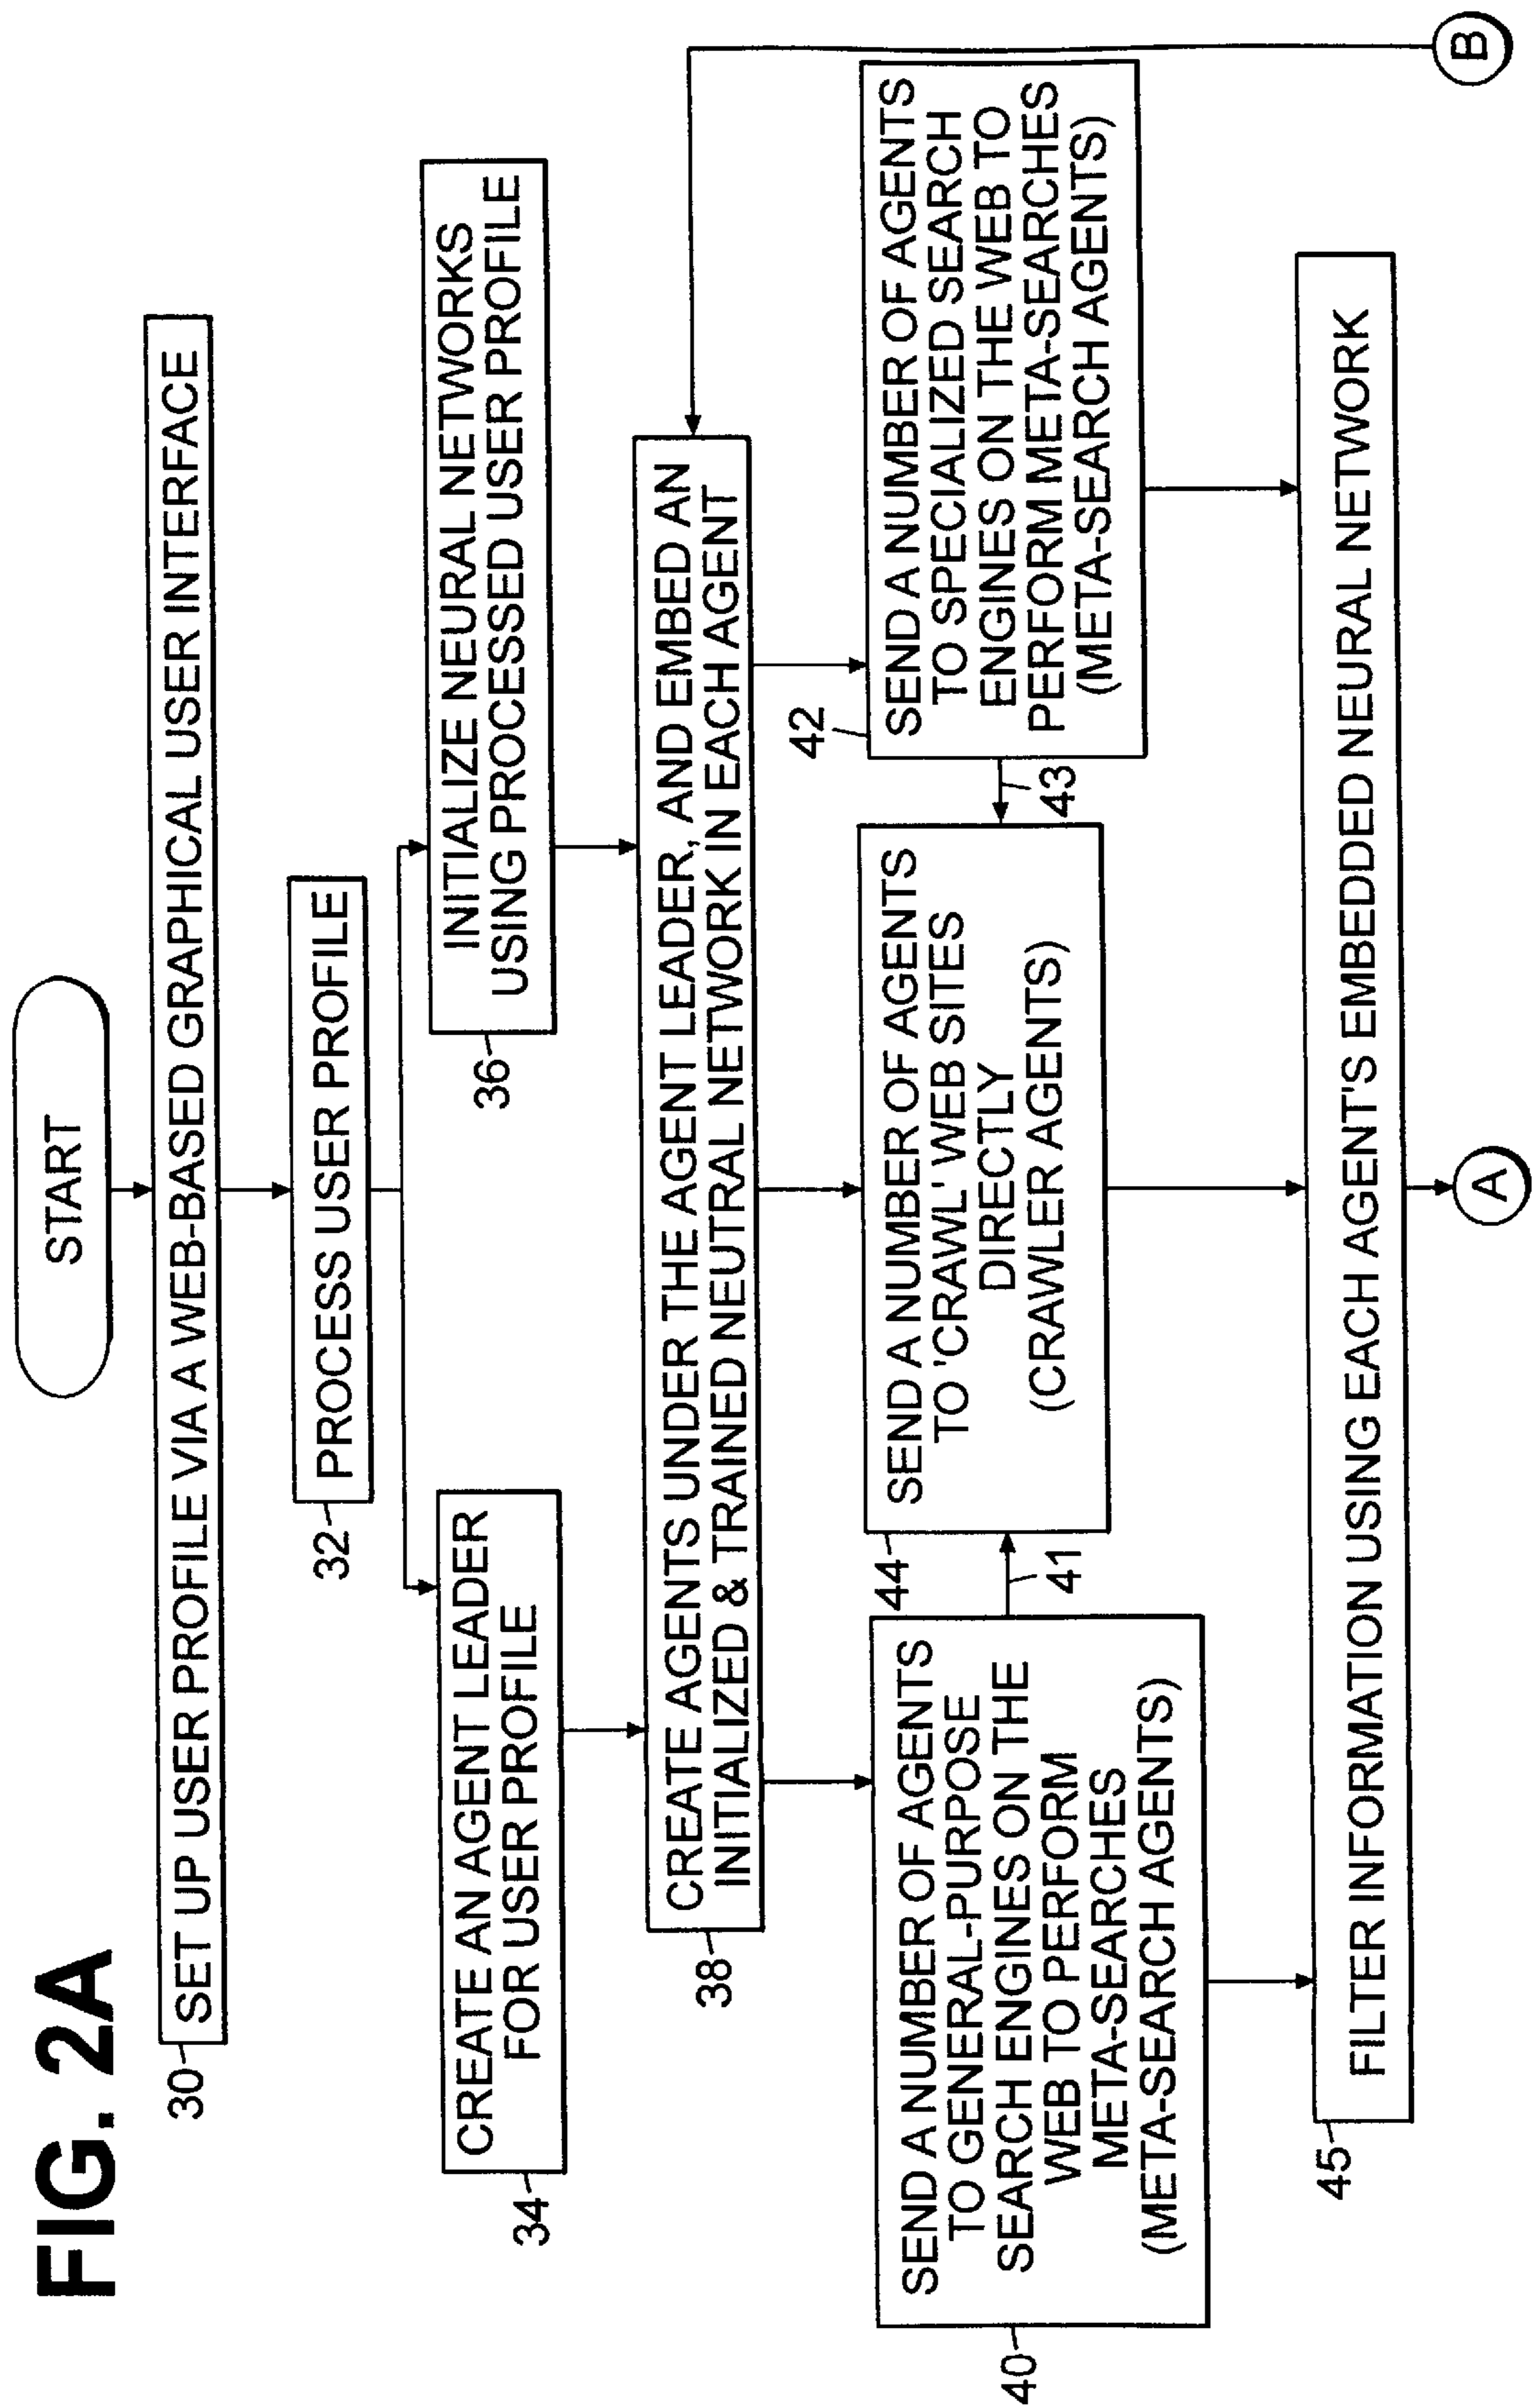 FIG. 2A
START
30
SET UP USER PROFILE VIA A WEB-BASED GRAPHICAL USER INTERFACE
32
PROCESS USER PROFILE
34
CREATE AN AGENT LEADER
FOR USER PROFILE
36
INITIALIZE NEURAL NETWORKS
USING PROCESSED USER PROFILE
38
CREATE AGENTS UNDER THE AGENT LEADER, AND EMBED AN
INITIALIZED & TRAINED NEUTRAL NETWORK IN EACH AGENT
40
SEND A NUMBER OF AGENTS
TO GENERAL-PURPOSE
SEARCH ENGINES ON THE
WEB TO PERFORM
META-SEARCHES
(META-SEARCH AGENTS)
41
44
SEND A NUMBER OF AGENTS
TO 'CRAWL' WEB SITES
DIRECTLY
(CRAWLER AGENTS)
43
42
SEND A NUMBER OF AGENTS
TO SPECIALIZED SEARCH
ENGINES ON THE WEB TO
PERFORM META-SEARCHES
(META-SEARCH AGENTS)
45
FILTER INFORMATION USING EACH AGENT'S EMBEDDED NEURAL NETWORK
A
B